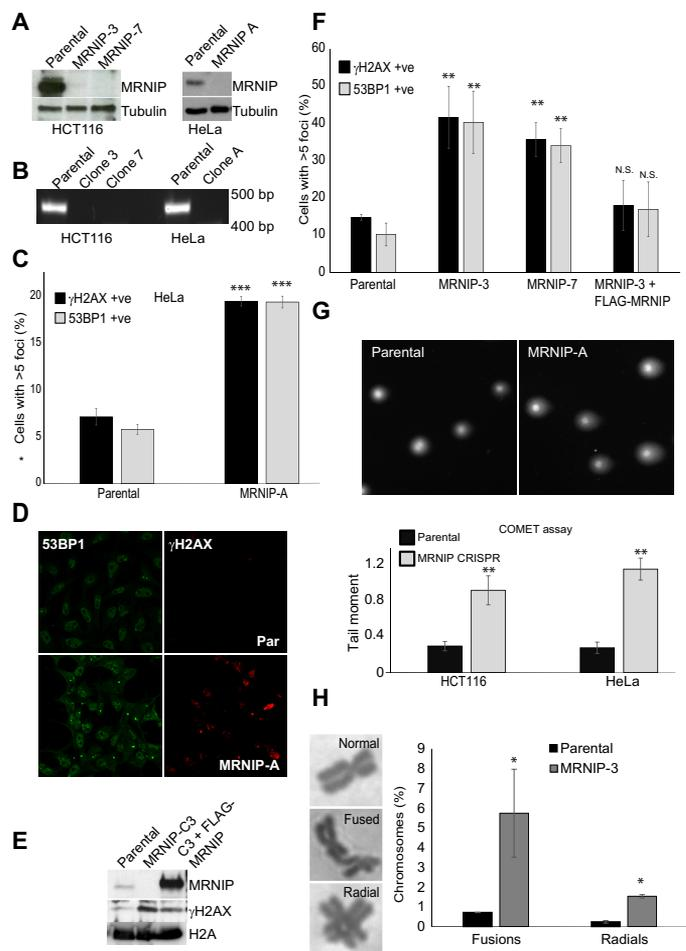 A
Parental
MRNIP-3
MRNIP-7
MRNIP
Tubulin
HCT116
Parental
MRNIP A
MRNIP
Tubulin
HeLa
B
Parental
Clone 3
Clone 7
Parental
Clone A
500 bp
400 bp
HCT116
HeLa
C
γH2AX +ve
53BP1 +ve
HeLa
* Cells with >5 foci (%)
20
15
10
5
0
***
***
Parental
MRNIP-A
D
53BP1
γH2AX
Par
MRNIP-A
E
Parental
MRNIP-C3
C3 + FLAG-
MRNIP
MRNIP
γH2AX
H2A
F
γH2AX +ve
53BP1 +ve
Cells with >5 foci (%)
60
50
40
30
20
10
0
**
**
**
**
N.S.
N.S.
Parental
MRNIP-3
MRNIP-7
MRNIP-3 +
FLAG-MRNIP
G
Parental
MRNIP-A
COMET assay
Parental
MRNIP CRISPR
Tail moment
1.2
0.8
0.4
0
**
**
HCT116
HeLa
H
Normal
Fused
Radial
Chromosomes (%)
9
8
7
6
5
4
3
2
1
0
Parental
MRNIP-3
*
*
Fusions
Radials